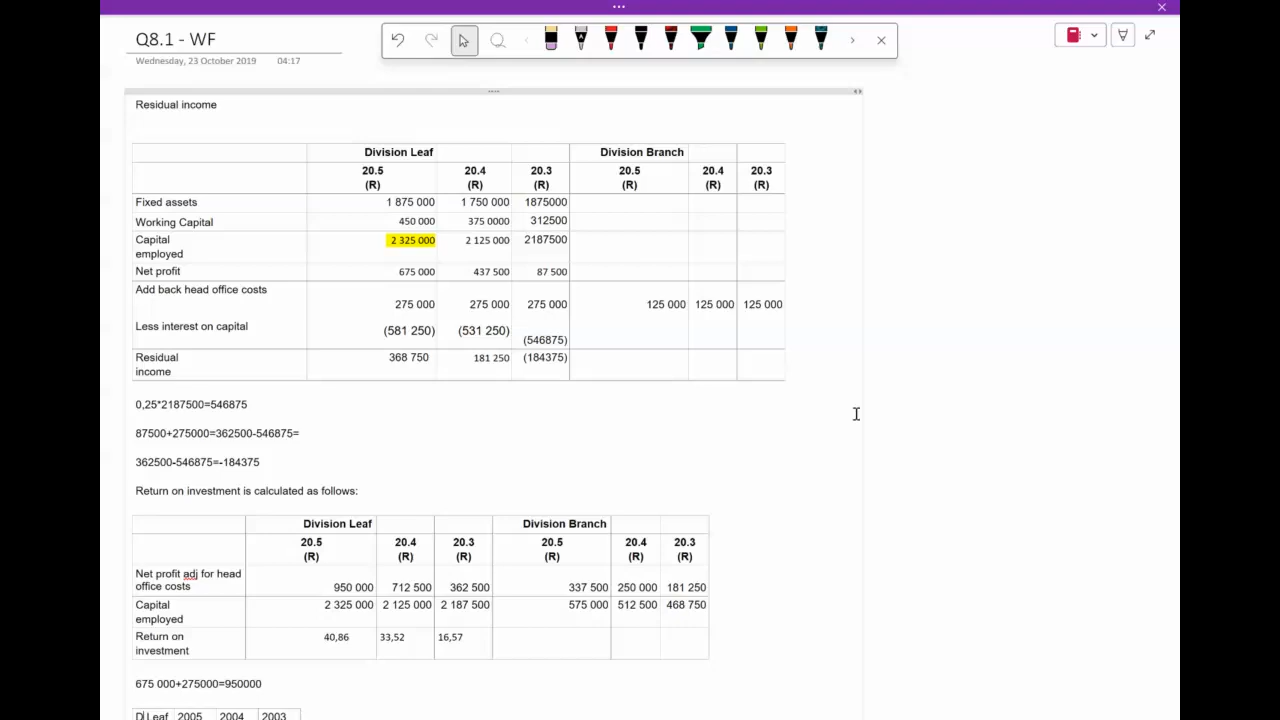 Q8.1 - WF
Wednesday, 23 October 2019 04:17
Residual income
Division Leaf Division Branch
20.5 20.4 20.3 20.5 20.4 20.3
(R) (R) (R) (R) (R) (R)
Fixed assets 1 875 000 1 750 000 1875000
Working Capital 450 000 375 0000 312500
Capital 2 325 000 2 125 000 2187500
employed
Net profit 675 000 437 500 87 500
Add back head office costs
275 000 275 000 275 000 125 000 125 000 125 000
Less interest on capital (581 250) (531 250)
(546875)
Residual 368 750 181 250 (184375)
income
0,25*2187500=546875
87500+275000=362500-546875=
362500-546875=-184375
Return on investment is calculated as follows:
Division Leaf Division Branch
20.5 20.4 20.3 20.5 20.4 20.3
(R) (R) (R) (R) (R) (R)
Net profit adj for head
office costs 950 000 712 500 362 500 337 500 250 000 181 250
Capital 2 325 000 2 125 000 2 187 500 575 000 512 500 468 750
employed
Return on 40,86 33,52 16,57
investment
675 000+275000=950000
D Leaf 2005 2004 2003